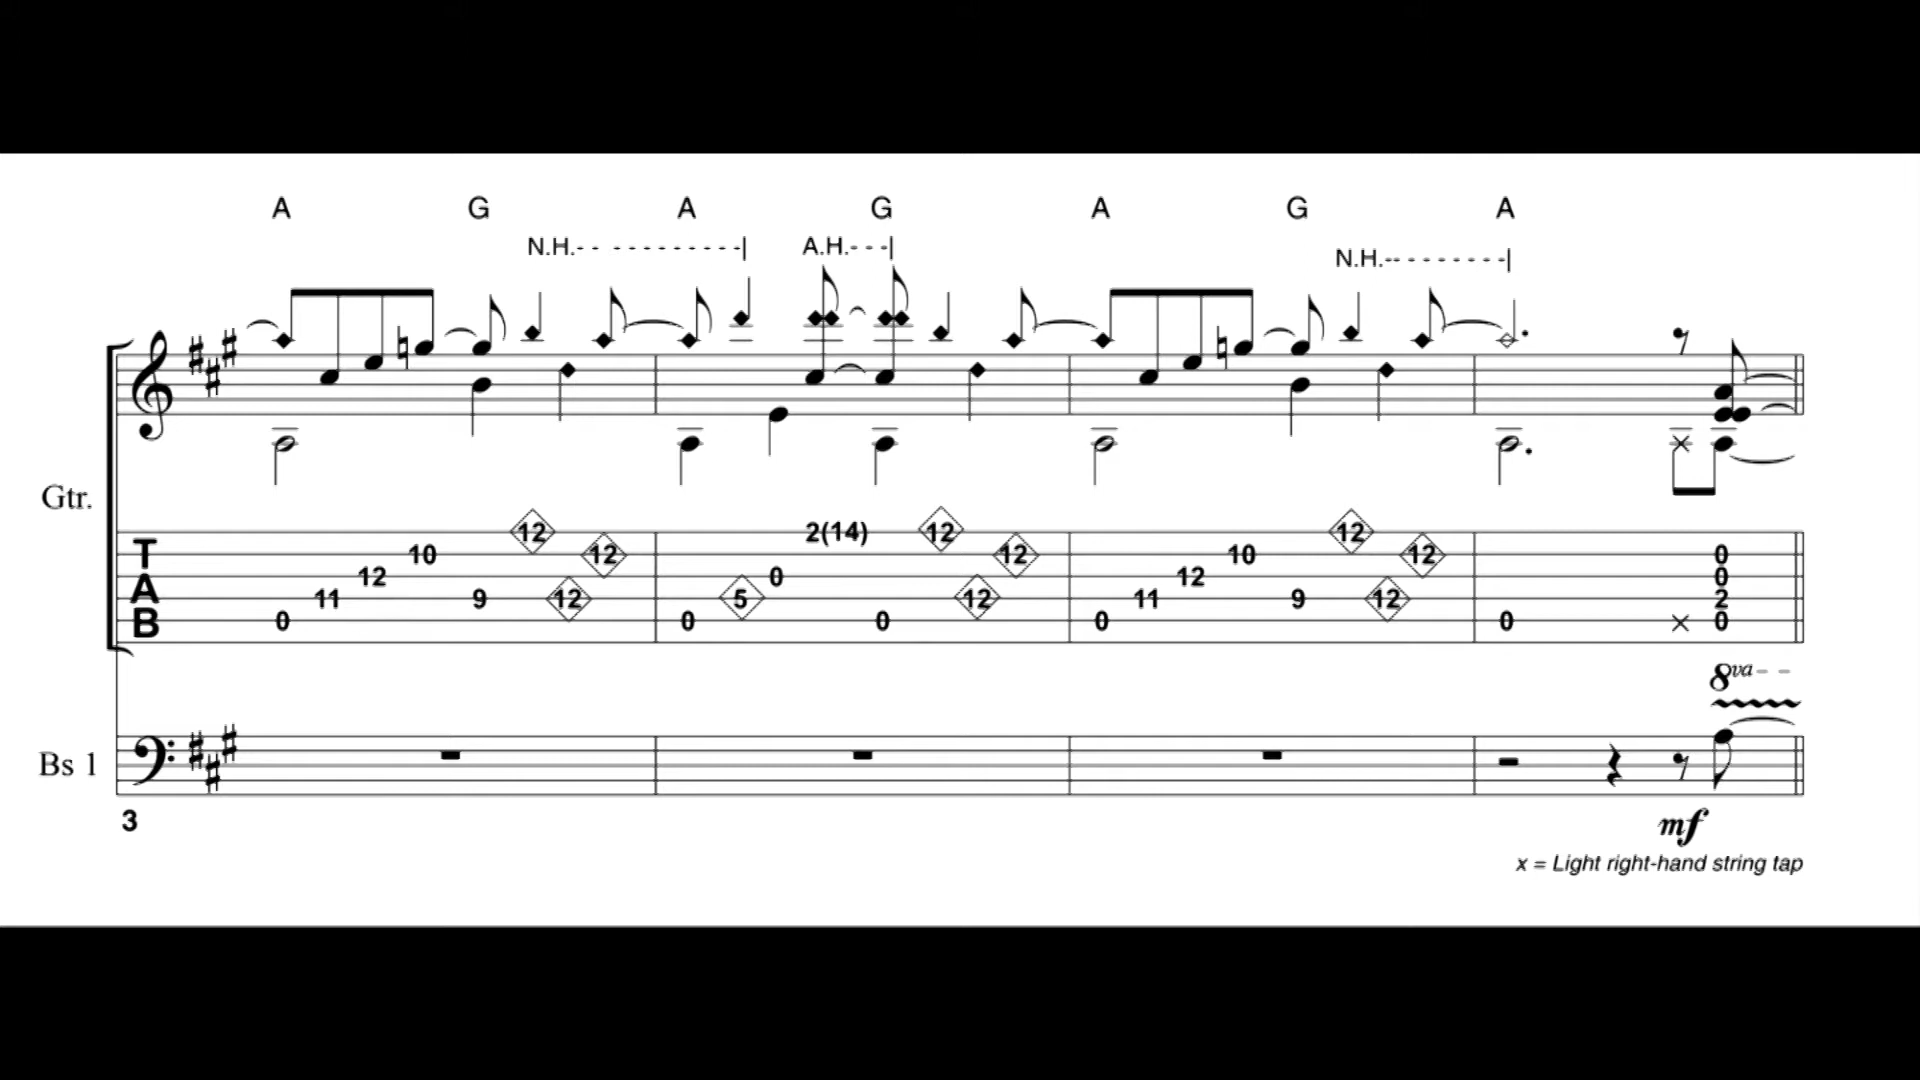 A G A G A G A
N.H.-- ----------| A.H.---| N.H.---------|
Gtr.
T 12 12 2(14) 12 12 12 12
10 12 12 10 12 0
A 12 0 12 0
11 9 12 5 12 11 9 12 2
B 0 0 0 0 0 x 0
8va--
Bs 1
3
mf
x = Light right-hand string tap